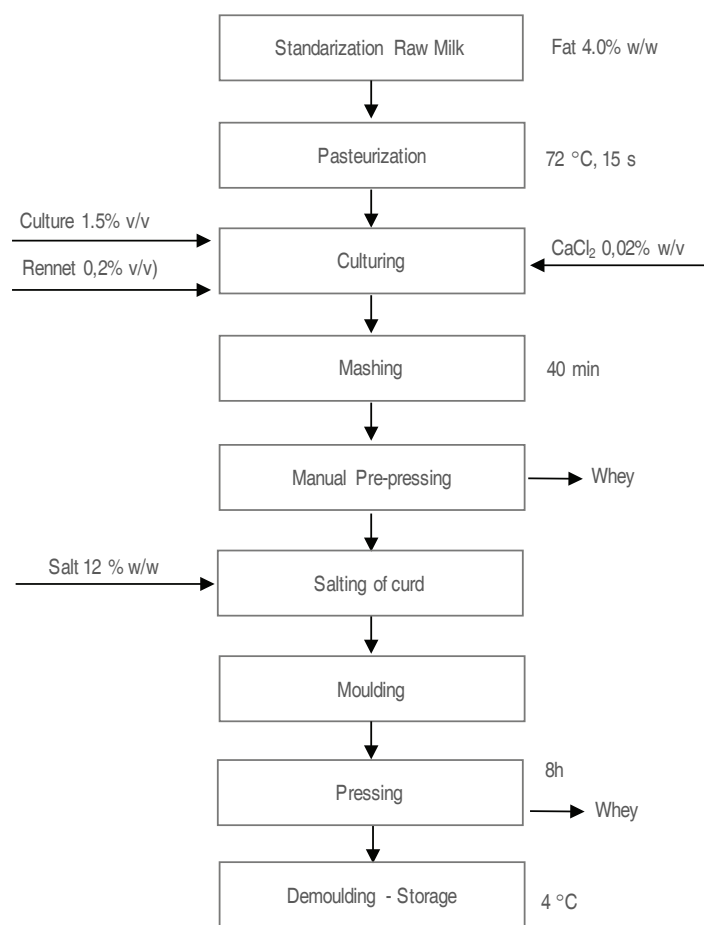 Standarization Raw Milk
Fat 4.0% w/w
Pasteurization
72 °C, 15 s
Culture 1.5% v/v
Rennet 0,2% v/v)
Culturing
CaCl₂ 0,02% w/v
Mashing
40 min
Manual Pre-pressing
Whey
Salt 12 % w/w
Salting of curd
Moulding
8h
Pressing
Whey
Demoulding - Storage
4 °C